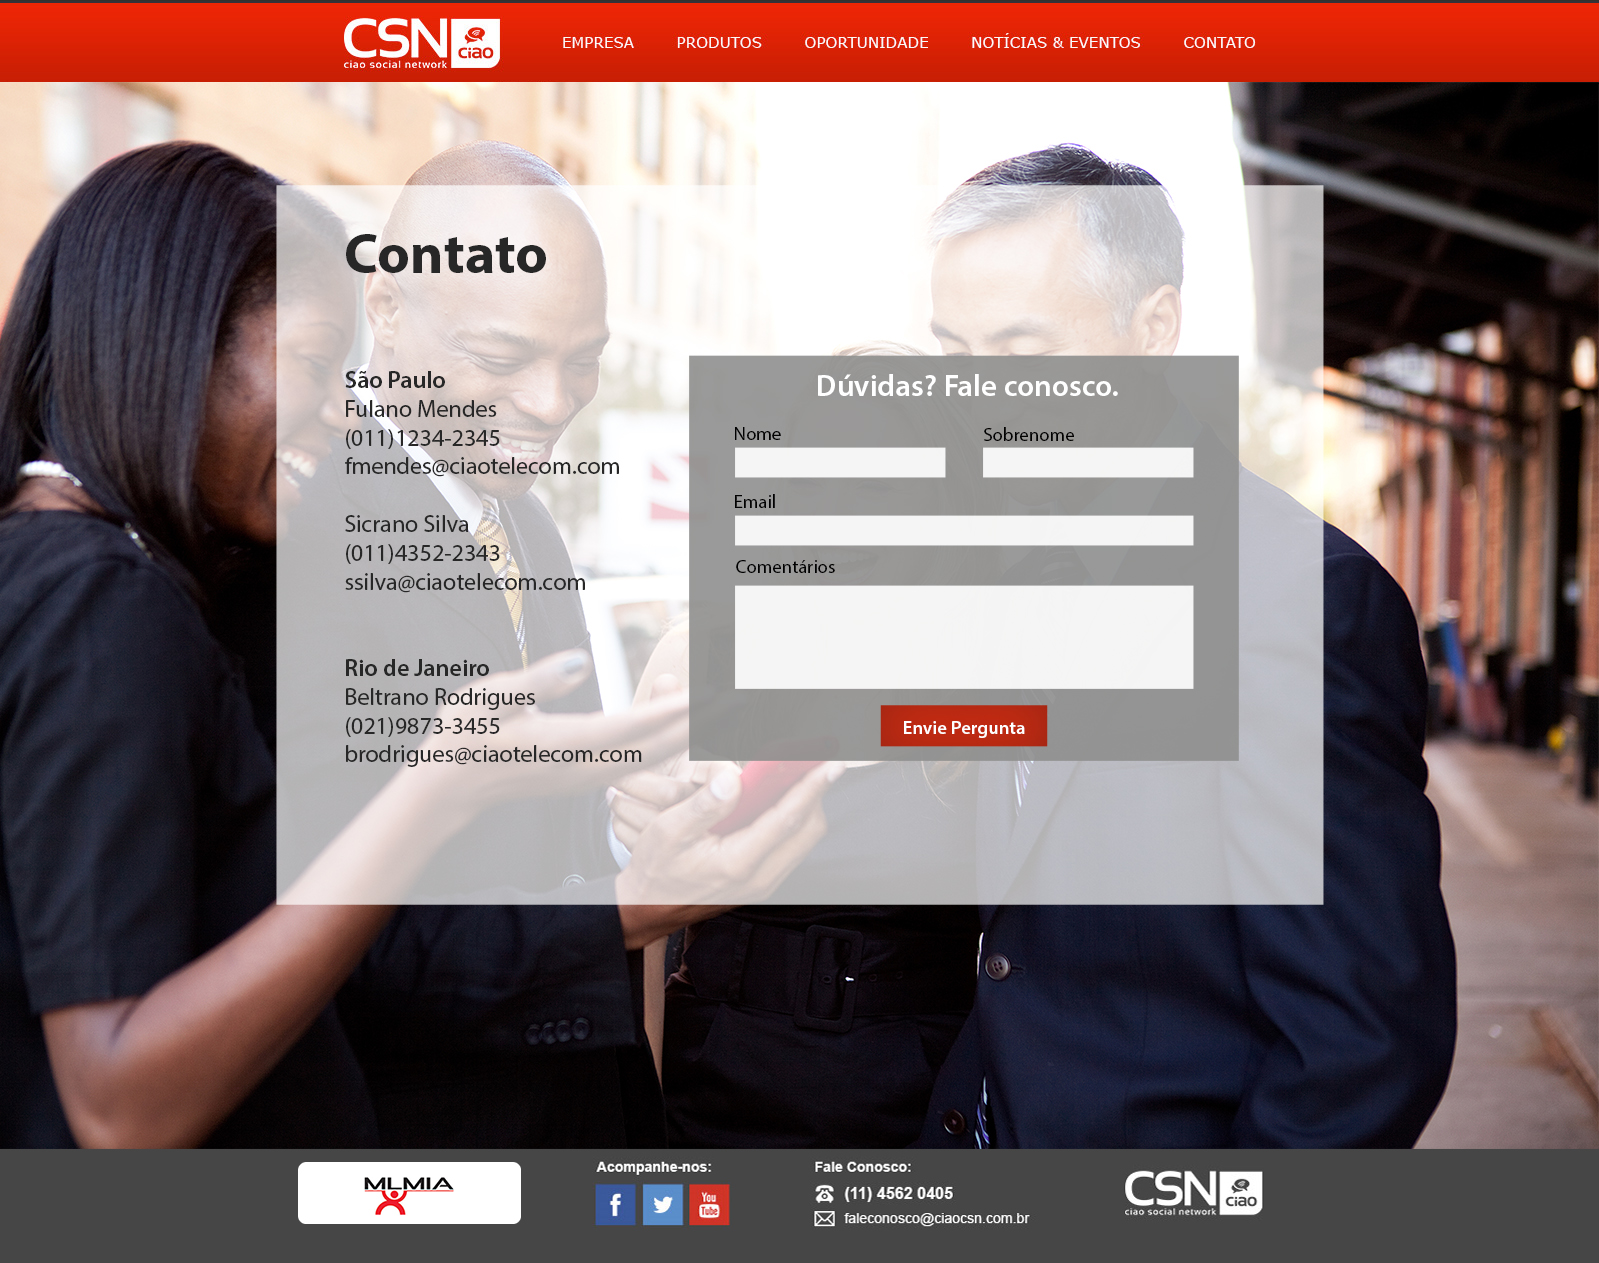 CSN ciao
ciao social network
EMPRESA PRODUTOS OPORTUNIDADE NOTÍCIAS & EVENTOS CONTATO
Contato
São Paulo
Fulano Mendes
(011)1234-2345
fmendes@ciaotelecom.com
Sicrano Silva
(011)4352-2343
ssilva@ciaotelecom.com
Rio de Janeiro
Beltrano Rodrigues
(021)9873-3455
brodrigues@ciaotelecom.com
Dúvidas? Fale conosco.
Nome Sobrenome
Email
Comentários
Envie Pergunta
MLMIA
Acompanhe-nos:
f You Tube
Fale Conosco:
(11) 4562 0405
faleconosco@ciaocsn.com.br
CSN ciao
ciao social network